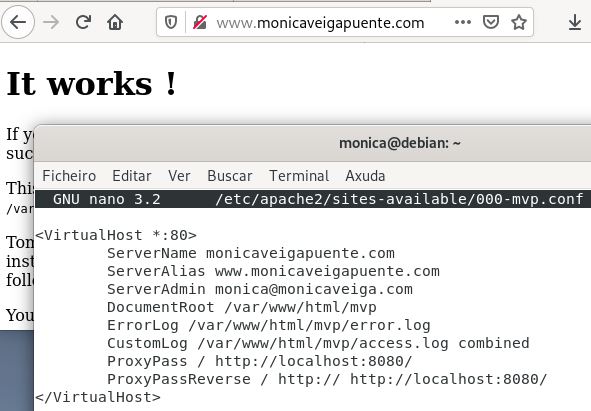 www.monicaveigapuente.com
It works !
If y
suc
monica@debian: ~
Ficheiro Editar Ver Buscar Terminal Ajuda
This
/var
GNU nano 3.2 /etc/apache2/sites-available/000-mvp.conf
Tom
inst
follo
You
<VirtualHost *:80>
ServerName monicaveigapuente.com
ServerAlias www.monicaveigapuente.com
ServerAdmin monica@monicaveiga.com
DocumentRoot /var/www/html/mvp
ErrorLog /var/www/html/mvp/error.log
CustomLog /var/www/html/mvp/access.log combined
ProxyPass / http://localhost:8080/
ProxyPassReverse / http:// http://localhost:8080/
</VirtualHost>